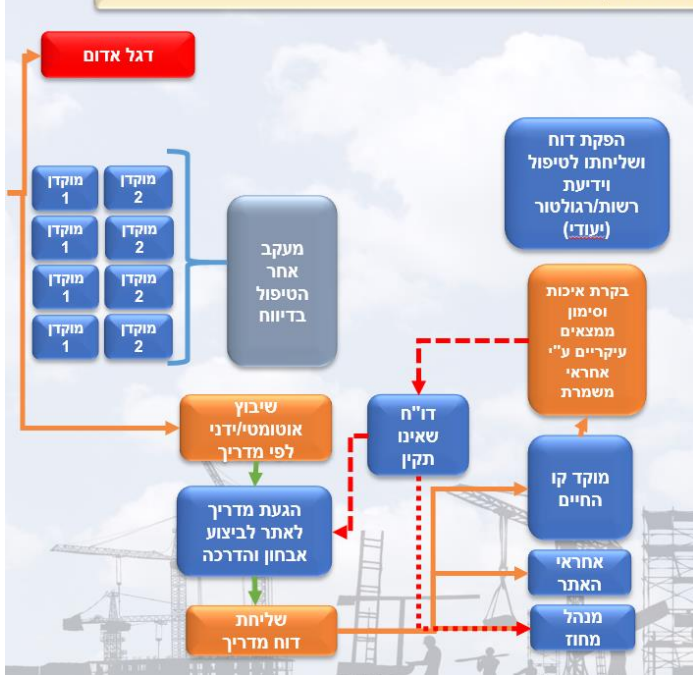 דגל אדום
הפקת דוח
ושליחתו לטיפול
וידיעת
רשות/רגולטור
(יעודי)
מוקדן
1
מוקדן
2
מוקדן
1
מוקדן
2
מוקדן
1
מוקדן
2
מוקדן
1
מוקדן
2
מעקב
אחר
הטיפול
בדיווח
בקרת איכות
וסימון
ממצאים
עיקריים ע"י
אחראי
משמרת
שיבוץ
אוטומטי/ידני
לפי מדריך
דו"ח
שאינו
תקין
מוקד קו
החיים
הגעת מדריך
לאתר לביצוע
אבחון והדרכה
אחראי
האתר
שליחת
דוח מדריך
מנהל
מחוז